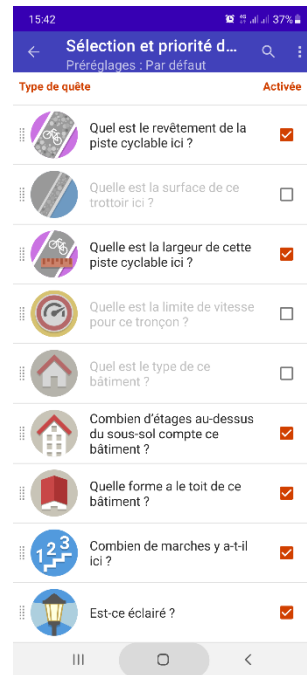 15:42
37%
Sélection et priorité d...
Préréglages : Par défaut
Type de quête
Activée
Quel est le revêtement de la
piste cyclable ici ?
Quelle est la surface de ce
trottoir ici ?
Quelle est la largeur de cette
piste cyclable ici ?
Quelle est la limite de vitesse
pour ce tronçon ?
Quel est le type de ce
bâtiment ?
Combien d'étages au-dessus
du sous-sol compte ce
bâtiment ?
Quelle forme a le toit de ce
bâtiment ?
123
Combien de marches y a-t-il
ici ?
Est-ce éclairé ?